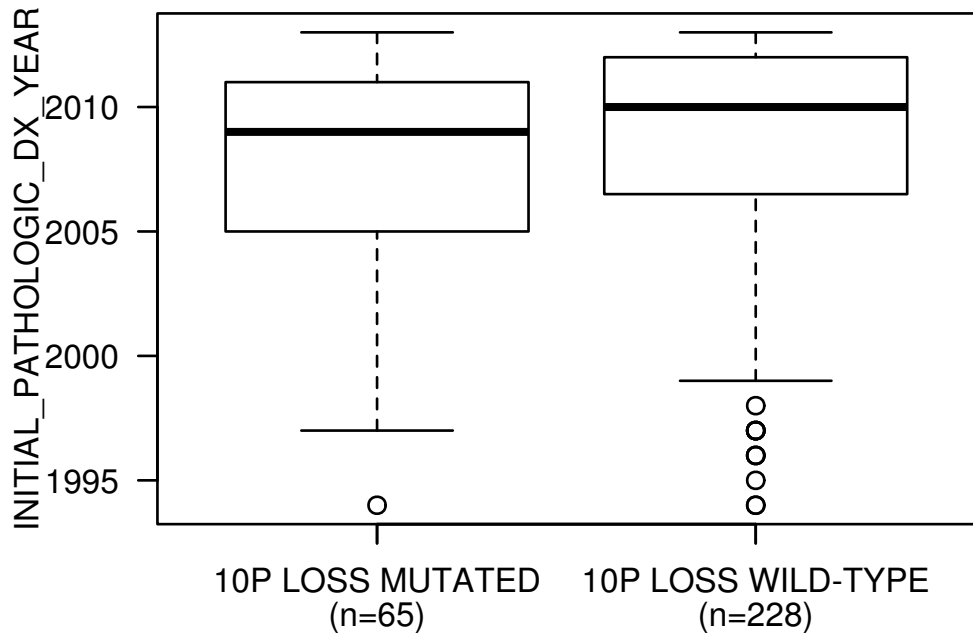 INITIAL_PATHOLOGIC_DX_YEAR
2010
2005
2000
1995
10P LOSS MUTATED
(n=65)
10P LOSS WILD-TYPE
(n=228)